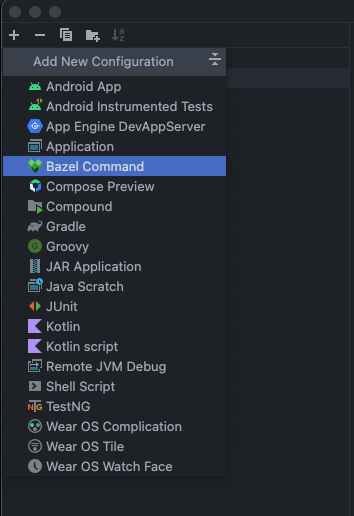 Add New Configuration
Android App
Android Instrumented Tests
App Engine DevAppServer
Application
Bazel Command
Compose Preview
Compound
Gradle
Groovy
JAR Application
Java Scratch
JUnit
Kotlin
Kotlin script
Remote JVM Debug
Shell Script
TestNG
Wear OS Complication
Wear OS Tile
Wear OS Watch Face